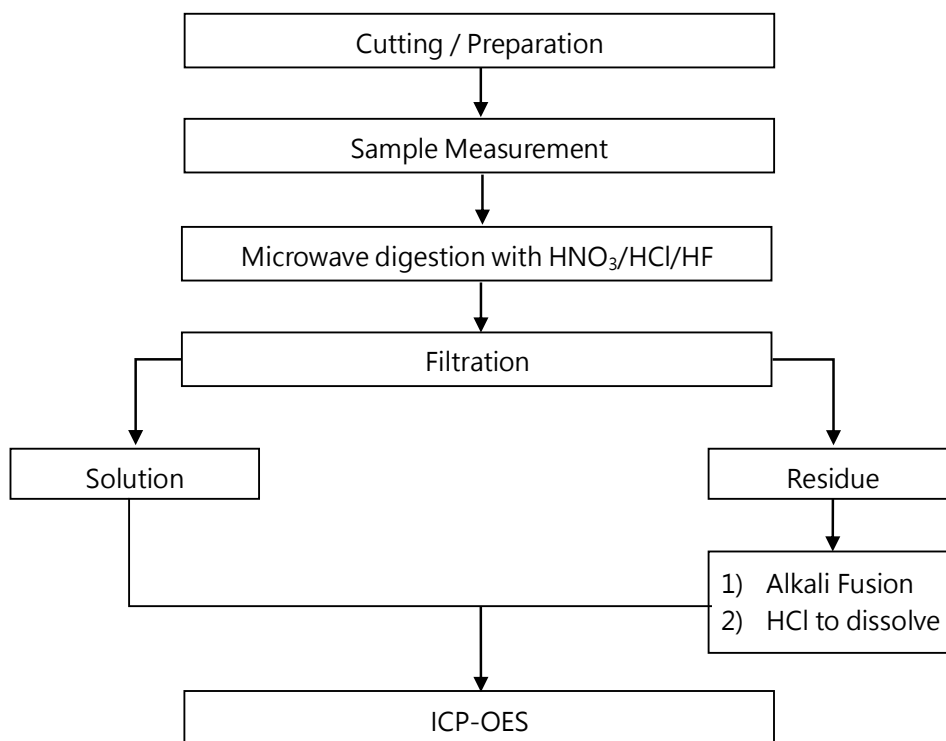 Cutting / Preparation
Sample Measurement
Microwave digestion with HNO₃/HCl/HF
Filtration
Solution
Residue
1) Alkali Fusion
2) HCl to dissolve
ICP-OES